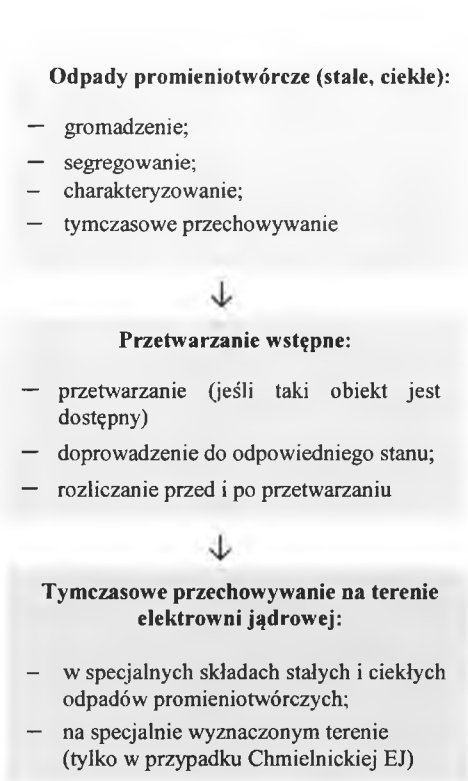 Odpady promieniotwórcze (stałe, ciekłe):
— gromadzenie;
— segregowanie;
– charakteryzowanie;
— tymczasowe przechowywanie
↓
Przetwarzanie wstępne:
— przetwarzanie (jeśli taki obiekt jest
dostępny)
— doprowadzenie do odpowiedniego stanu;
— rozliczanie przed i po przetwarzaniu
↓
Tymczasowe przechowywanie na terenie
elektrowni jądrowej:
– w specjalnych składach stałych i ciekłych
odpadów promieniotwórczych;
— na specjalnie wyznaczonym terenie
(tylko w przypadku Chmielnickiej EJ)